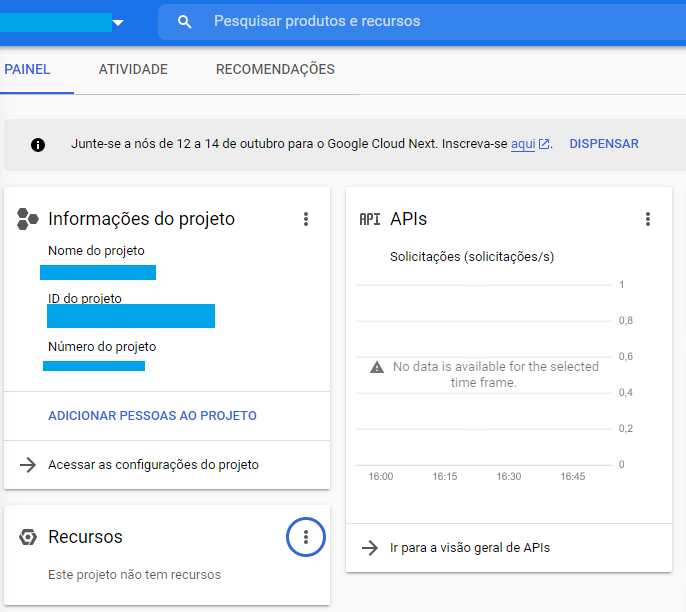 Pesquisar produtos e recursos
PAINEL
ATIVIDADE
RECOMENDAÇÕES
Junte-se a nós de 12 a 14 de outubro para o Google Cloud Next. Inscreva-se aqui. DISPENSAR
Informações do projeto
Nome do projeto
ID do projeto
Número do projeto
ADICIONAR PESSOAS AO PROJETO
Acessar as configurações do projeto
Recursos
Este projeto não tem recursos
API APIs
Solicitações (solicitações/s)
1
0,8
0,6
0,4
0,2
0
No data is available for the selected
time frame.
16:00
16:15
16:30
16:45
Ir para a visão geral de APIs